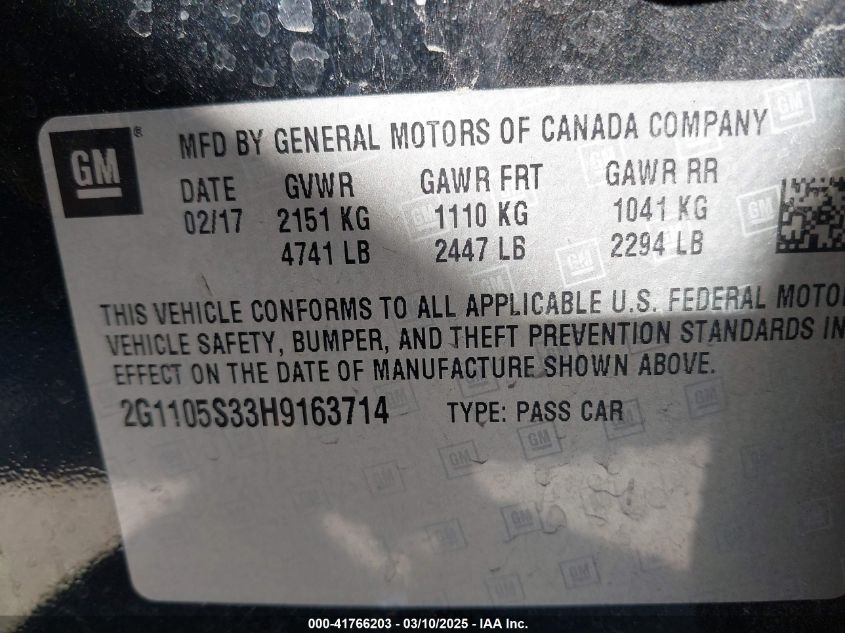 GM ® MFD BY GENERAL MOTORS OF CANADA COMPANY
DATE GVWR GAWR FRT GAWR RR
02/17 2151 KG 1110 KG 1041 KG
4741 LB 2447 LB 2294 LB
THIS VEHICLE CONFORMS TO ALL APPLICABLE U.S. FEDERAL MOTO
VEHICLE SAFETY, BUMPER, AND THEFT PREVENTION STANDARDS IN
EFFECT ON THE DATE OF MANUFACTURE SHOWN ABOVE.
2G1105S33H9163714 TYPE: PASS CAR
000-41766203 - 03/10/2025 - IAA Inc.